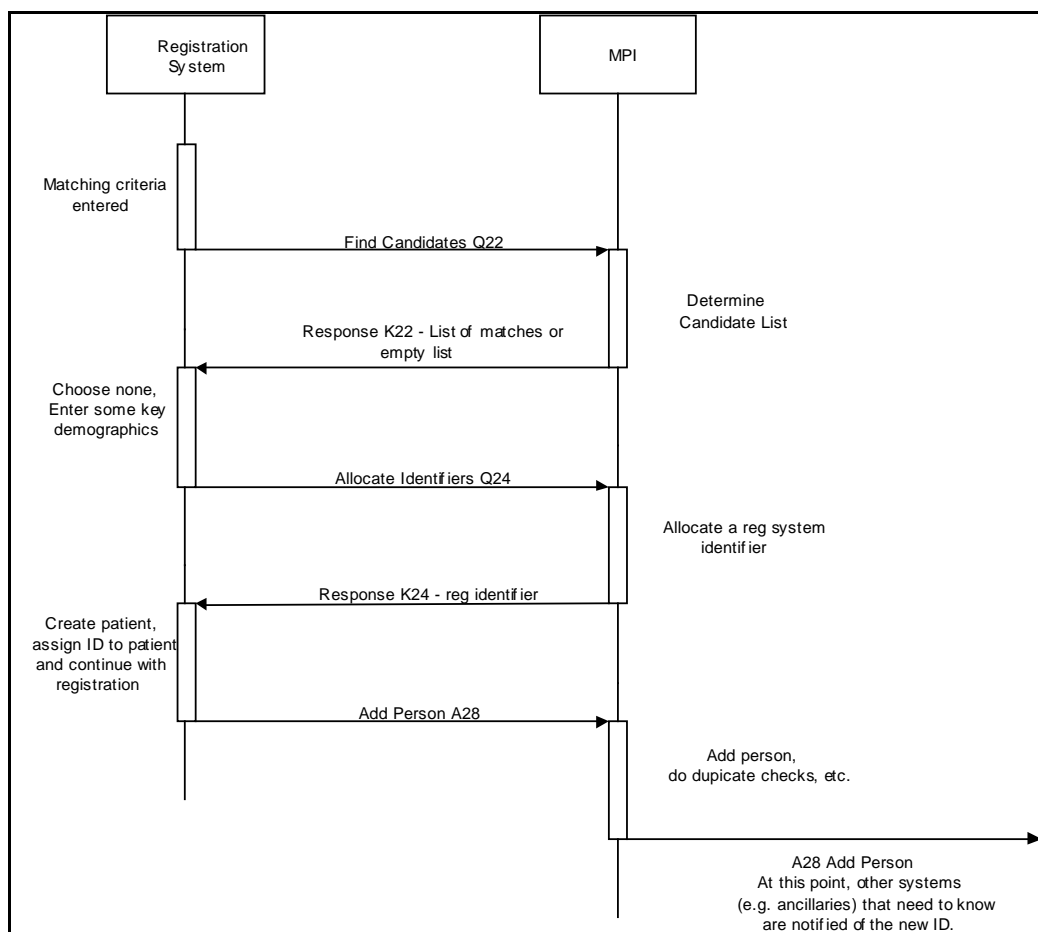 Registration
System
MPI
Matching criteria
entered
Find Candidates Q22
Determine
Candidate List
Response K22 - List of matches or
empty list
Choose none,
Enter some key
demographics
Allocate Identifiers Q24
Allocate a reg system
identifier
Response K24 - reg identifier
Create patient,
assign ID to patient
and continue with
registration
Add Person A28
Add person,
do dupicate checks, etc.
A28 Add Person
At this point, other systems
(e.g. ancillaries) that need to know
are notified of the new ID.